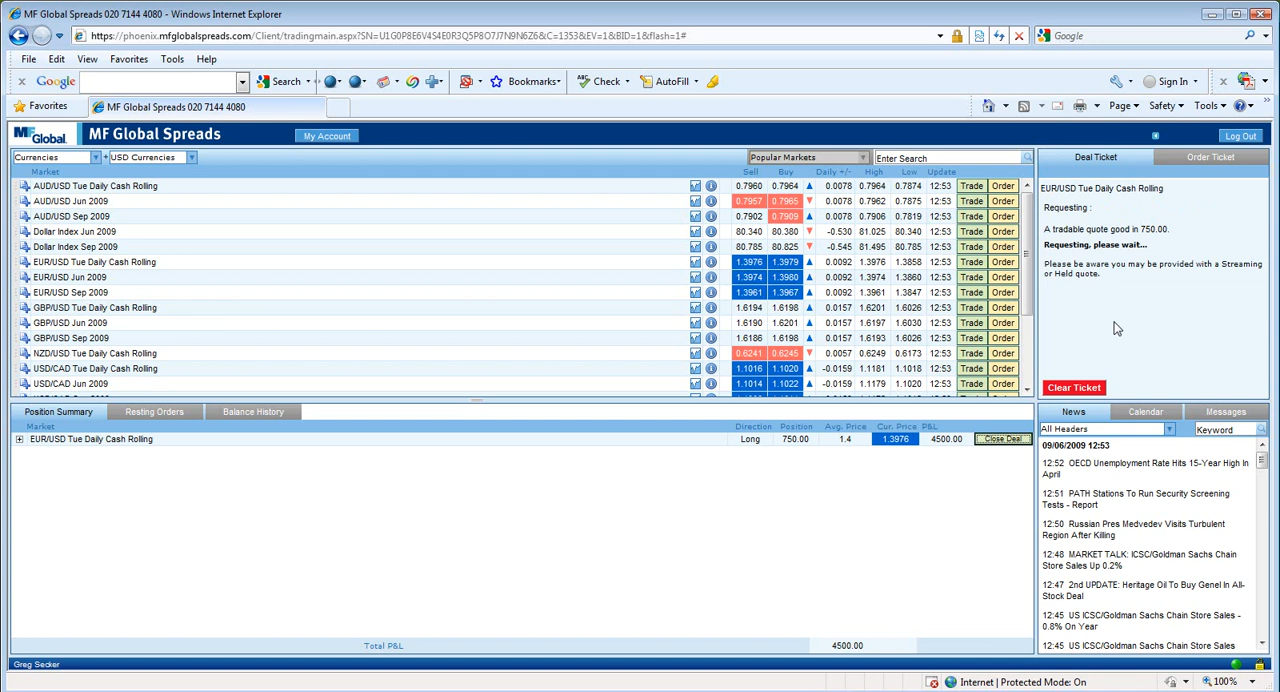 MF Global Spreads 020 7144 4080 - Windows Internet Explorer
https://phoenix.mfglobalspreads.com/Client/tradingmain.aspx?SN=U1G0P8E6V4S4E0R3Q5P8O7J7N9N6Z6&C=1353&EV=1&BID=1&flash=1#
Google
File Edit View Favorites Tools Help
Google Search Bookmarks Check AutoFill Sign In
Favorites MF Global Spreads 020 7144 4080 Page Safety Tools
MF Global. MF Global Spreads My Account Log Out
Currencies + USD Currencies Popular Markets Enter Search
Market Sell Buy Daily +/- High Low Update
AUD/USD Tue Daily Cash Rolling 0.7960 0.7964 0.0078 0.7964 0.7874 12:53 Trade Order
AUD/USD Jun 2009 0.7957 0.7965 0.0078 0.7962 0.7875 12:53 Trade Order
AUD/USD Sep 2009 0.7902 0.7909 0.0078 0.7906 0.7819 12:53 Trade Order
Dollar Index Jun 2009 80.340 80.380 -0.530 81.025 80.340 12:53 Trade Order
Dollar Index Sep 2009 80.785 80.825 -0.545 81.495 80.785 12:53 Trade Order
EUR/USD Tue Daily Cash Rolling 1.3976 1.3979 0.0092 1.3976 1.3858 12:53 Trade Order
EUR/USD Jun 2009 1.3974 1.3980 0.0092 1.3974 1.3860 12:53 Trade Order
EUR/USD Sep 2009 1.3961 1.3967 0.0092 1.3961 1.3847 12:53 Trade Order
GBP/USD Tue Daily Cash Rolling 1.6194 1.6198 0.0157 1.6201 1.6026 12:53 Trade Order
GBP/USD Jun 2009 1.6190 1.6201 0.0157 1.6197 1.6030 12:53 Trade Order
GBP/USD Sep 2009 1.6186 1.6198 0.0157 1.6193 1.6026 12:53 Trade Order
NZD/USD Tue Daily Cash Rolling 0.6241 0.6245 0.0057 0.6249 0.6173 12:53 Trade Order
USD/CAD Tue Daily Cash Rolling 1.1016 1.1020 -0.0159 1.1181 1.1018 12:53 Trade Order
USD/CAD Jun 2009 1.1014 1.1022 -0.0159 1.1179 1.1020 12:53 Trade Order
Deal Ticket Order Ticket
EUR/USD Tue Daily Cash Rolling
Requesting :
A tradable quote good in 750.00.
Requesting, please wait...
Please be aware you may be provided with a Streaming
or Held quote.
Clear Ticket
Position Summary Resting Orders Balance History
Market Direction Position Avg. Price Cur. Price P&L
EUR/USD Tue Daily Cash Rolling Long 750.00 1.4 1.3976 4500.00 Close Deal
Total P&L 4500.00
News Calendar Messages
All Headers Keyword
09/06/2009 12:53
12:52 OECD Unemployment Rate Hits 15-Year High In
April
12:51 PATH Stations To Run Security Screening
Tests - Report
12:50 Russian Pres Medvedev Visits Turbulent
Region After Killing
12:48 MARKET TALK: ICSC/Goldman Sachs Chain
Store Sales Up 0.2%
12:47 2nd UPDATE: Heritage Oil To Buy Genel In All-
Stock Deal
12:45 US ICSC/Goldman Sachs Chain Store Sales -
0.8% On Year
12:45 US ICSC/Goldman Sachs Chain Store Sales
Greg Secker
Internet | Protected Mode: On 100%